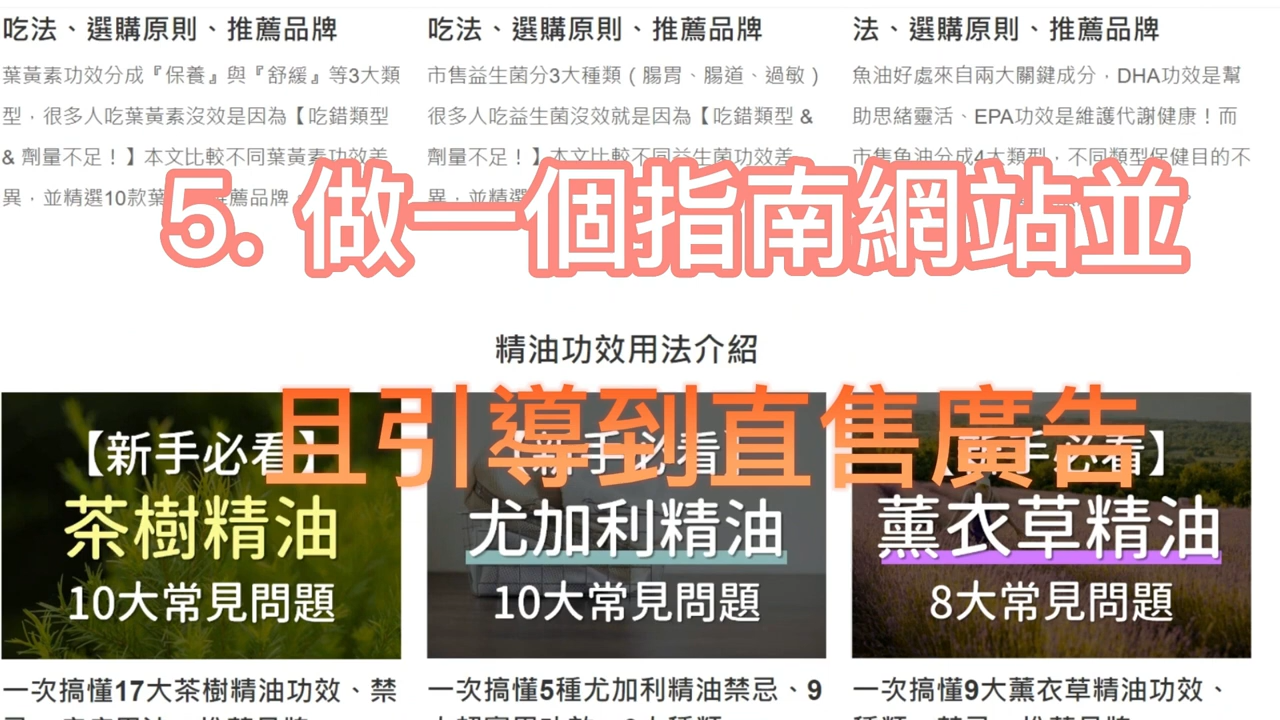 吃法、選購原則、推薦品牌
葉黃素功效分成『保養』與『舒緩』等3大類
型，很多人吃葉黃素沒效是因為【吃錯類型
& 劑量不足！】本文比較不同葉黃素功效差
異，並精選10款葉
推薦品牌
吃法、選購原則、推薦品牌
市售益生菌分3大種類（腸胃、腸道、過敏）
很多人吃益生菌沒效就是因為【吃錯類型 &
劑量不足！】本文比較不同益生菌功效差
異，並精選
法、選購原則、推薦品牌
魚油好處來自兩大關鍵成分，DHA功效是幫
助思緒靈活、EPA功效是維護代謝健康！而
市售魚油分成4大類型，不同類型保健目的不
5. 做一個指南網站並
且引導到直售廣告
精油功效用法介紹
【新手必看】
茶樹精油
10大常見問題
【新手必看】
尤加利精油
10大常見問題
【新手必看】
薰衣草精油
8大常見問題
一次搞懂17大茶樹精油功效、禁
一次搞懂5種尤加利精油禁忌、9
一次搞懂9大薰衣草精油功效、